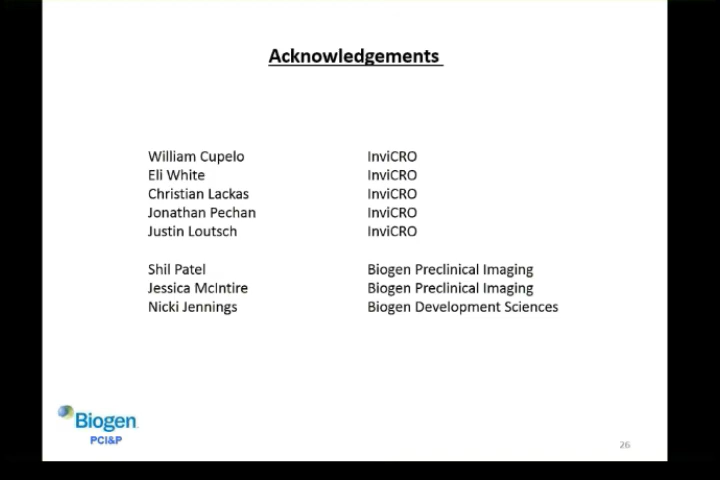 Acknowledgements
William Cupelo InviCRO
Eli White InviCRO
Christian Lackas InviCRO
Jonathan Pechan InviCRO
Justin Loutsch InviCRO
Shil Patel Biogen Preclinical Imaging
Jessica McIntire Biogen Preclinical Imaging
Nicki Jennings Biogen Development Sciences
Biogen
PCI&P
26